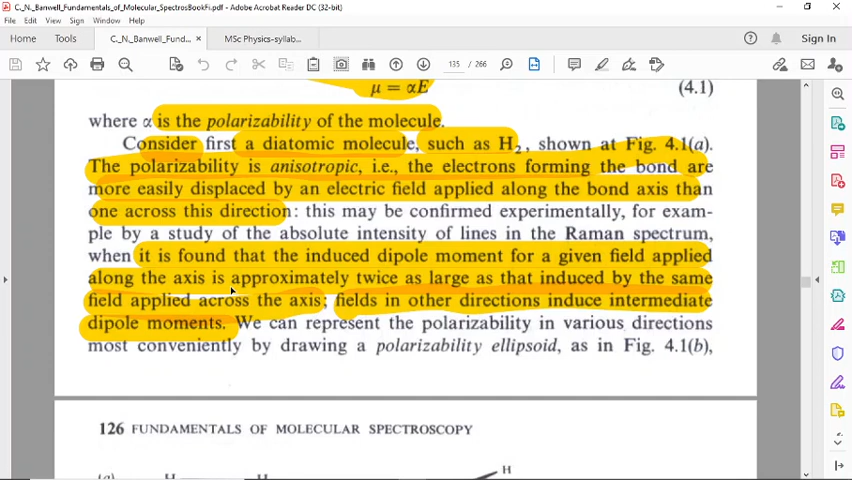 C._N._Banwell_Fundamentals_of_Molecular_SpectrosBookFi.pdf - Adobe Acrobat Reader DC (32-bit)
File Edit View Sign Window Help
Home Tools C._N._Banwell_Fund... × MSc Physics-syllab... Sign In
135 / 266
μ = αE (4.1)
where α is the polarizability of the molecule.
Consider first a diatomic molecule, such as H2, shown at Fig. 4.1(a).
The polarizability is anisotropic, i.e., the electrons forming the bond are
more easily displaced by an electric field applied along the bond axis than
one across this direction: this may be confirmed experimentally, for exam-
ple by a study of the absolute intensity of lines in the Raman spectrum,
when it is found that the induced dipole moment for a given field applied
along the axis is approximately twice as large as that induced by the same
field applied across the axis; fields in other directions induce intermediate
dipole moments. We can represent the polarizability in various directions
most conveniently by drawing a polarizability ellipsoid, as in Fig. 4.1(b),
126 FUNDAMENTALS OF MOLECULAR SPECTROSCOPY
H